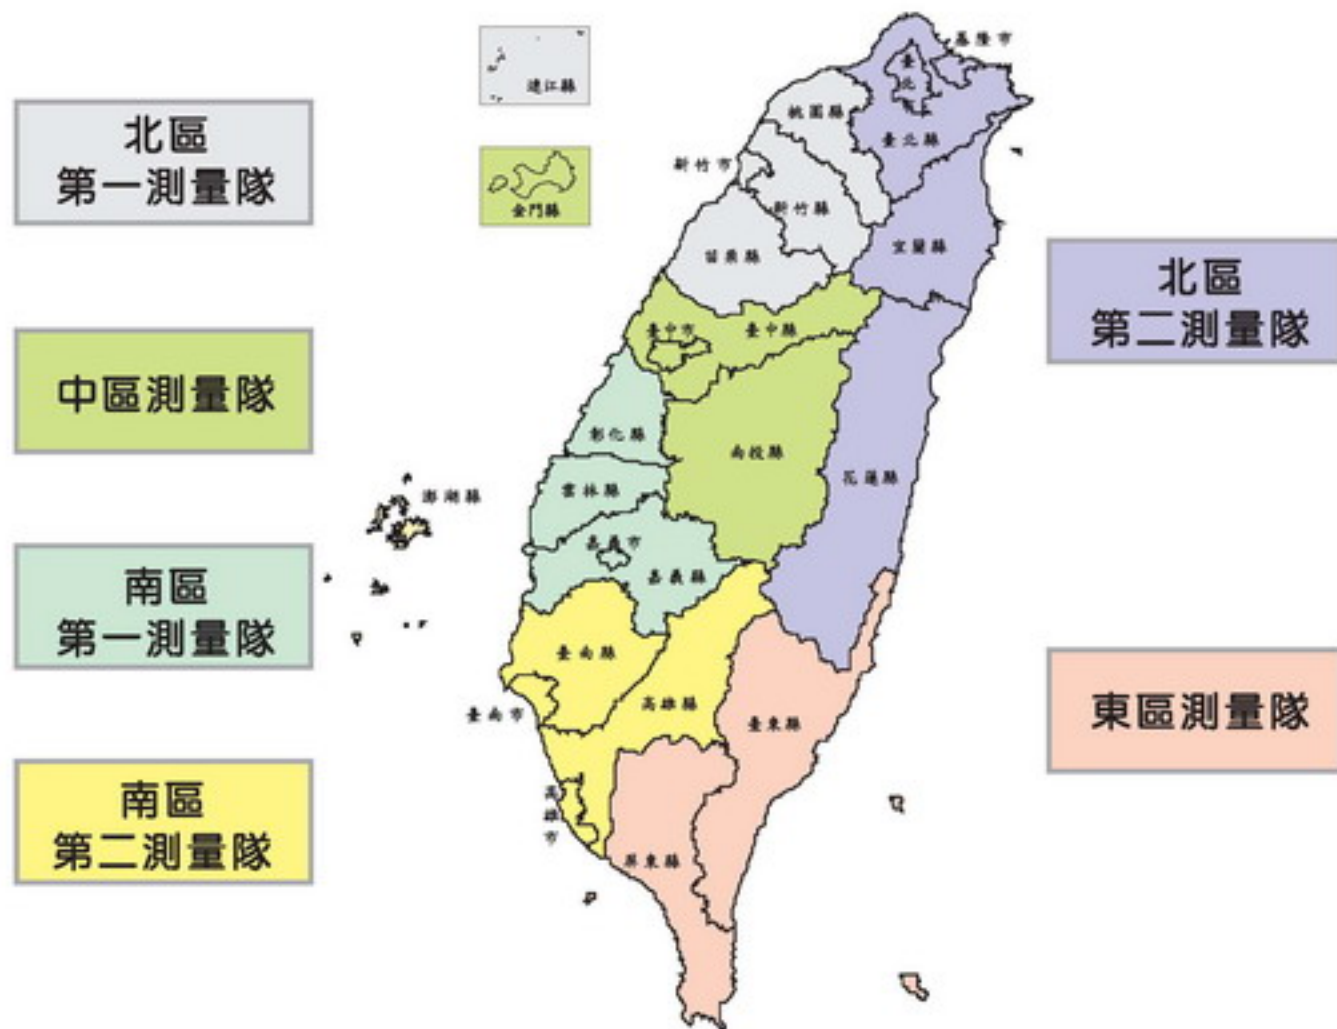 北區
第一測量隊
中區測量隊
南區
第一測量隊
南區
第二測量隊
連江縣
金門縣
基隆市
臺北
桃園縣
臺北縣
新竹市
新竹縣
宜蘭縣
苗栗縣
臺中市
臺中縣
彰化縣
南投縣
花蓮縣
雲林縣
澎湖縣
嘉義市
嘉義縣
臺南縣
臺南市
高雄縣
臺東縣
高雄市
屏東縣
北區
第二測量隊
東區測量隊